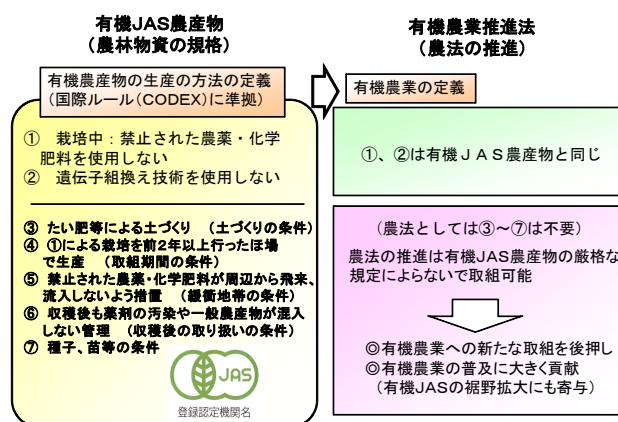 有機JAS農産物
(農林物資の規格)
有機農産物の生産の方法の定義
(国際ルール(CODEX)に準拠)
① 栽培中：禁止された農薬・化学
肥料を使用しない
② 遺伝子組換え技術を使用しない
③ たい肥等による土づくり (土づくりの条件)
④ ①による栽培を前2年以上行ったほ場
で生産 (取組期間の条件)
⑤ 禁止された農薬・化学肥料が周辺から飛来、
流入しないよう措置 (緩衝地帯の条件)
⑥ 収穫後も薬剤の汚染や一般農産物が混入
しない管理 (収穫後の取り扱いの条件)
⑦ 種子、苗等の条件
JAS
登録認定機関名
有機農業推進法
(農法の推進)
有機農業の定義
①、②は有機ＪＡＳ農産物と同じ
(農法としては③～⑦は不要)
農法の推進は有機JAS農産物の厳格な
規定によらないで取組可能
◎有機農業への新たな取組を後押し
◎有機農業の普及に大きく貢献
(有機JASの裾野拡大にも寄与)